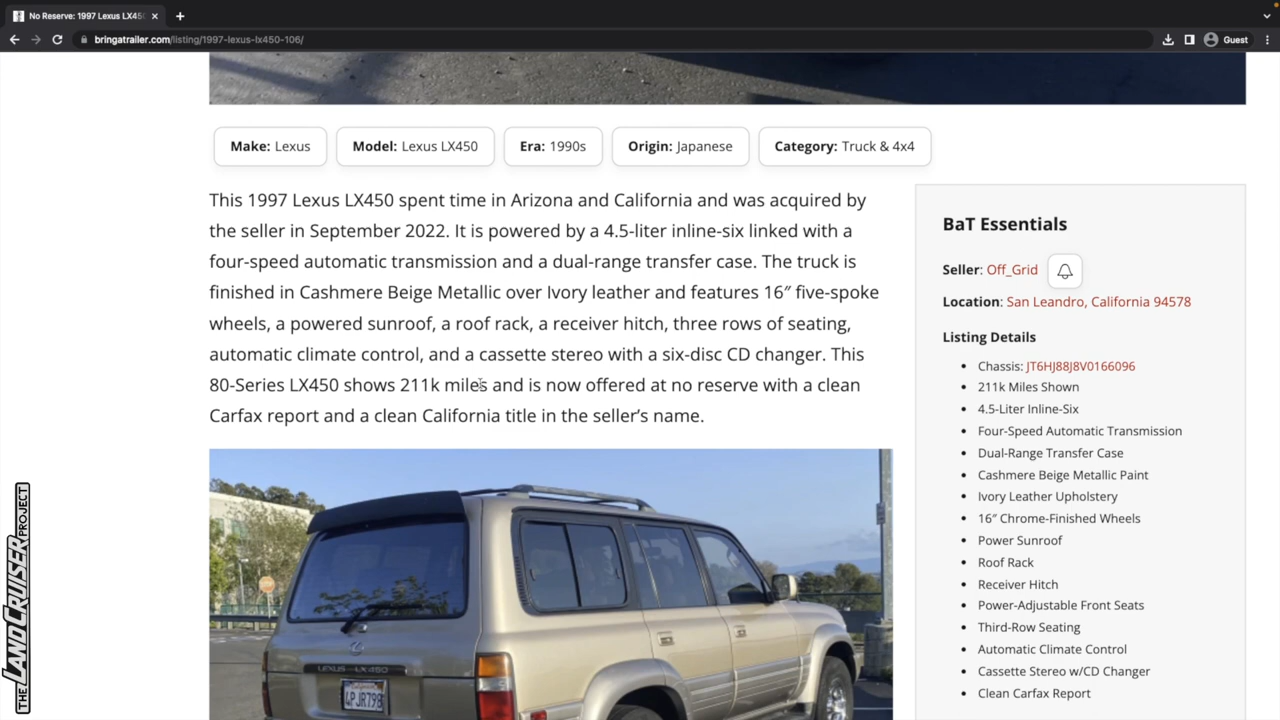 No Reserve: 1997 Lexus LX450
bringatrailer.com/listing/1997-lexus-lx450-106/
Guest
Make: Lexus
Model: Lexus LX450
Era: 1990s
Origin: Japanese
Category: Truck & 4x4
This 1997 Lexus LX450 spent time in Arizona and California and was acquired by
the seller in September 2022. It is powered by a 4.5-liter inline-six linked with a
four-speed automatic transmission and a dual-range transfer case. The truck is
finished in Cashmere Beige Metallic over Ivory leather and features 16″ five-spoke
wheels, a powered sunroof, a roof rack, a receiver hitch, three rows of seating,
automatic climate control, and a cassette stereo with a six-disc CD changer. This
80-Series LX450 shows 211k miles and is now offered at no reserve with a clean
Carfax report and a clean California title in the seller’s name.
BaT Essentials
Seller: Off_Grid
Location: San Leandro, California 94578
Listing Details
Chassis: JT6HJ88J8V0166096
211k Miles Shown
4.5-Liter Inline-Six
Four-Speed Automatic Transmission
Dual-Range Transfer Case
Cashmere Beige Metallic Paint
Ivory Leather Upholstery
16″ Chrome-Finished Wheels
Power Sunroof
Roof Rack
Receiver Hitch
Power-Adjustable Front Seats
Third-Row Seating
Automatic Climate Control
Cassette Stereo w/CD Changer
Clean Carfax Report
LEXUS LX450
4PJR798
THE LAND CRUISER PROJECT